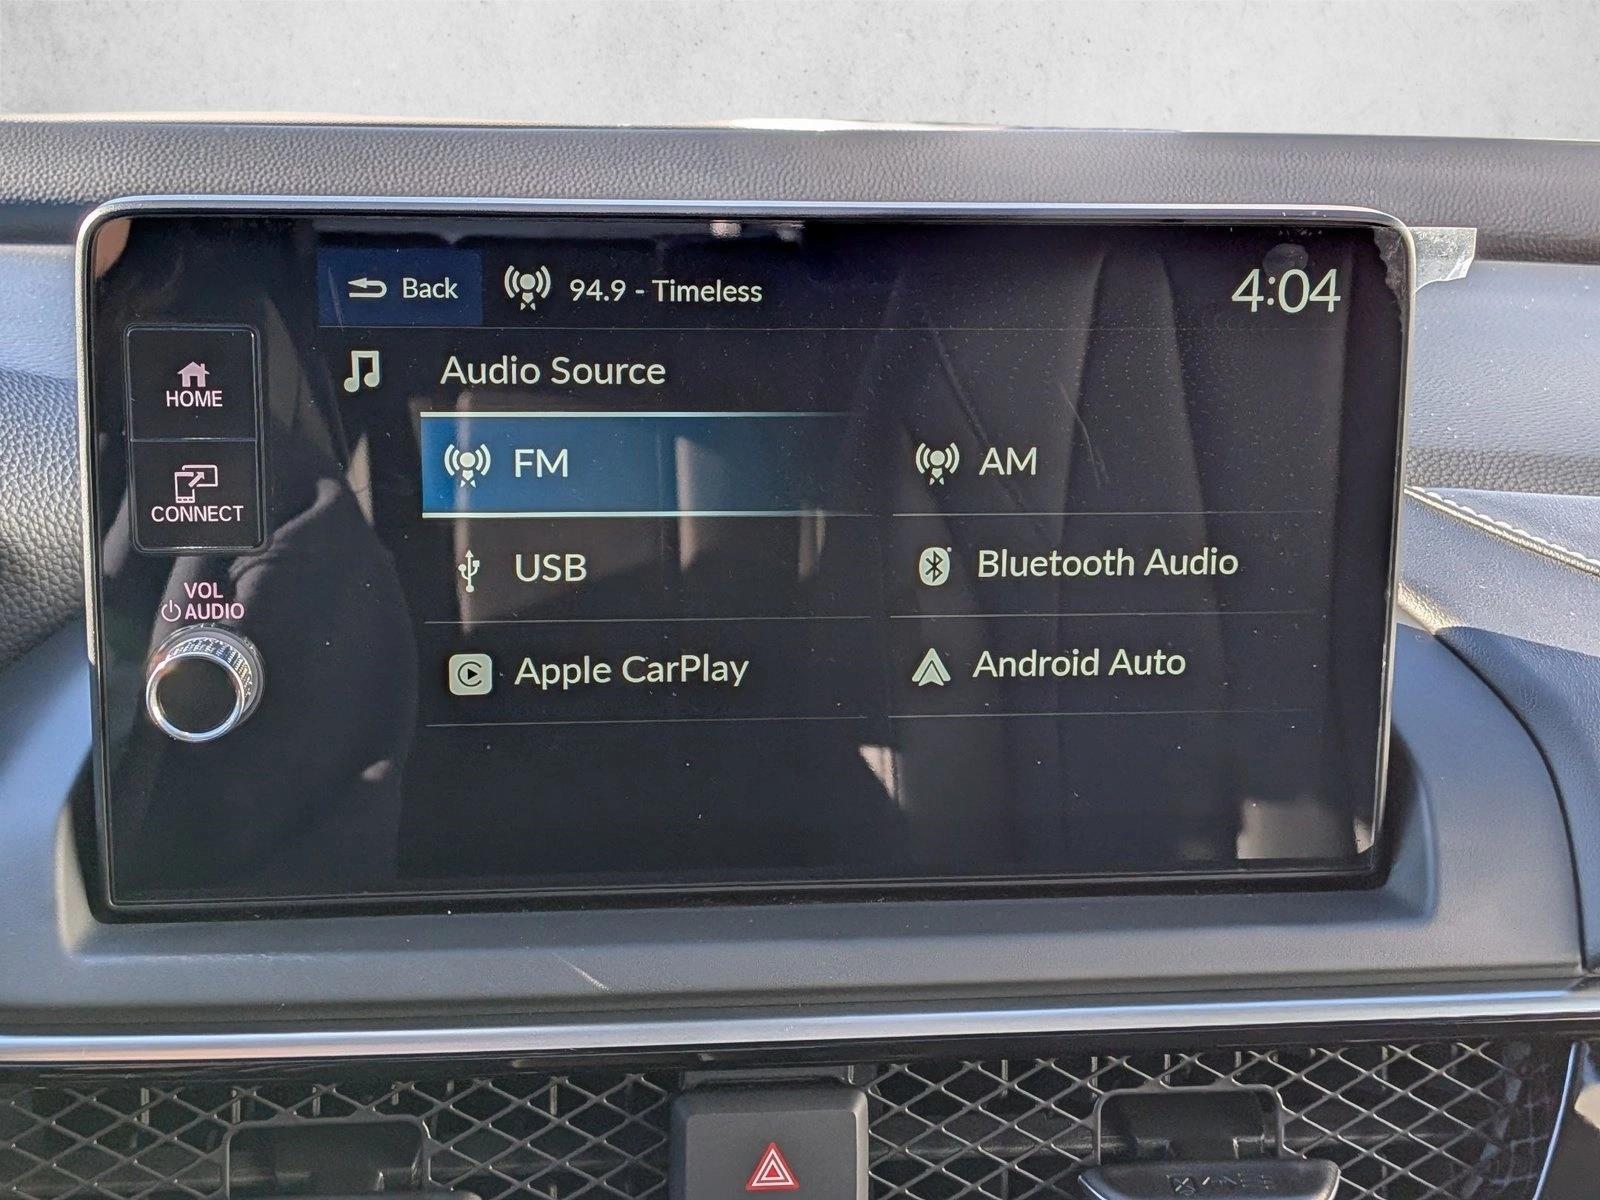 Back
94.9 - Timeless
4:04
HOME
CONNECT
VOL
AUDIO
Audio Source
FM
AM
USB
Bluetooth Audio
Apple CarPlay
Android Auto